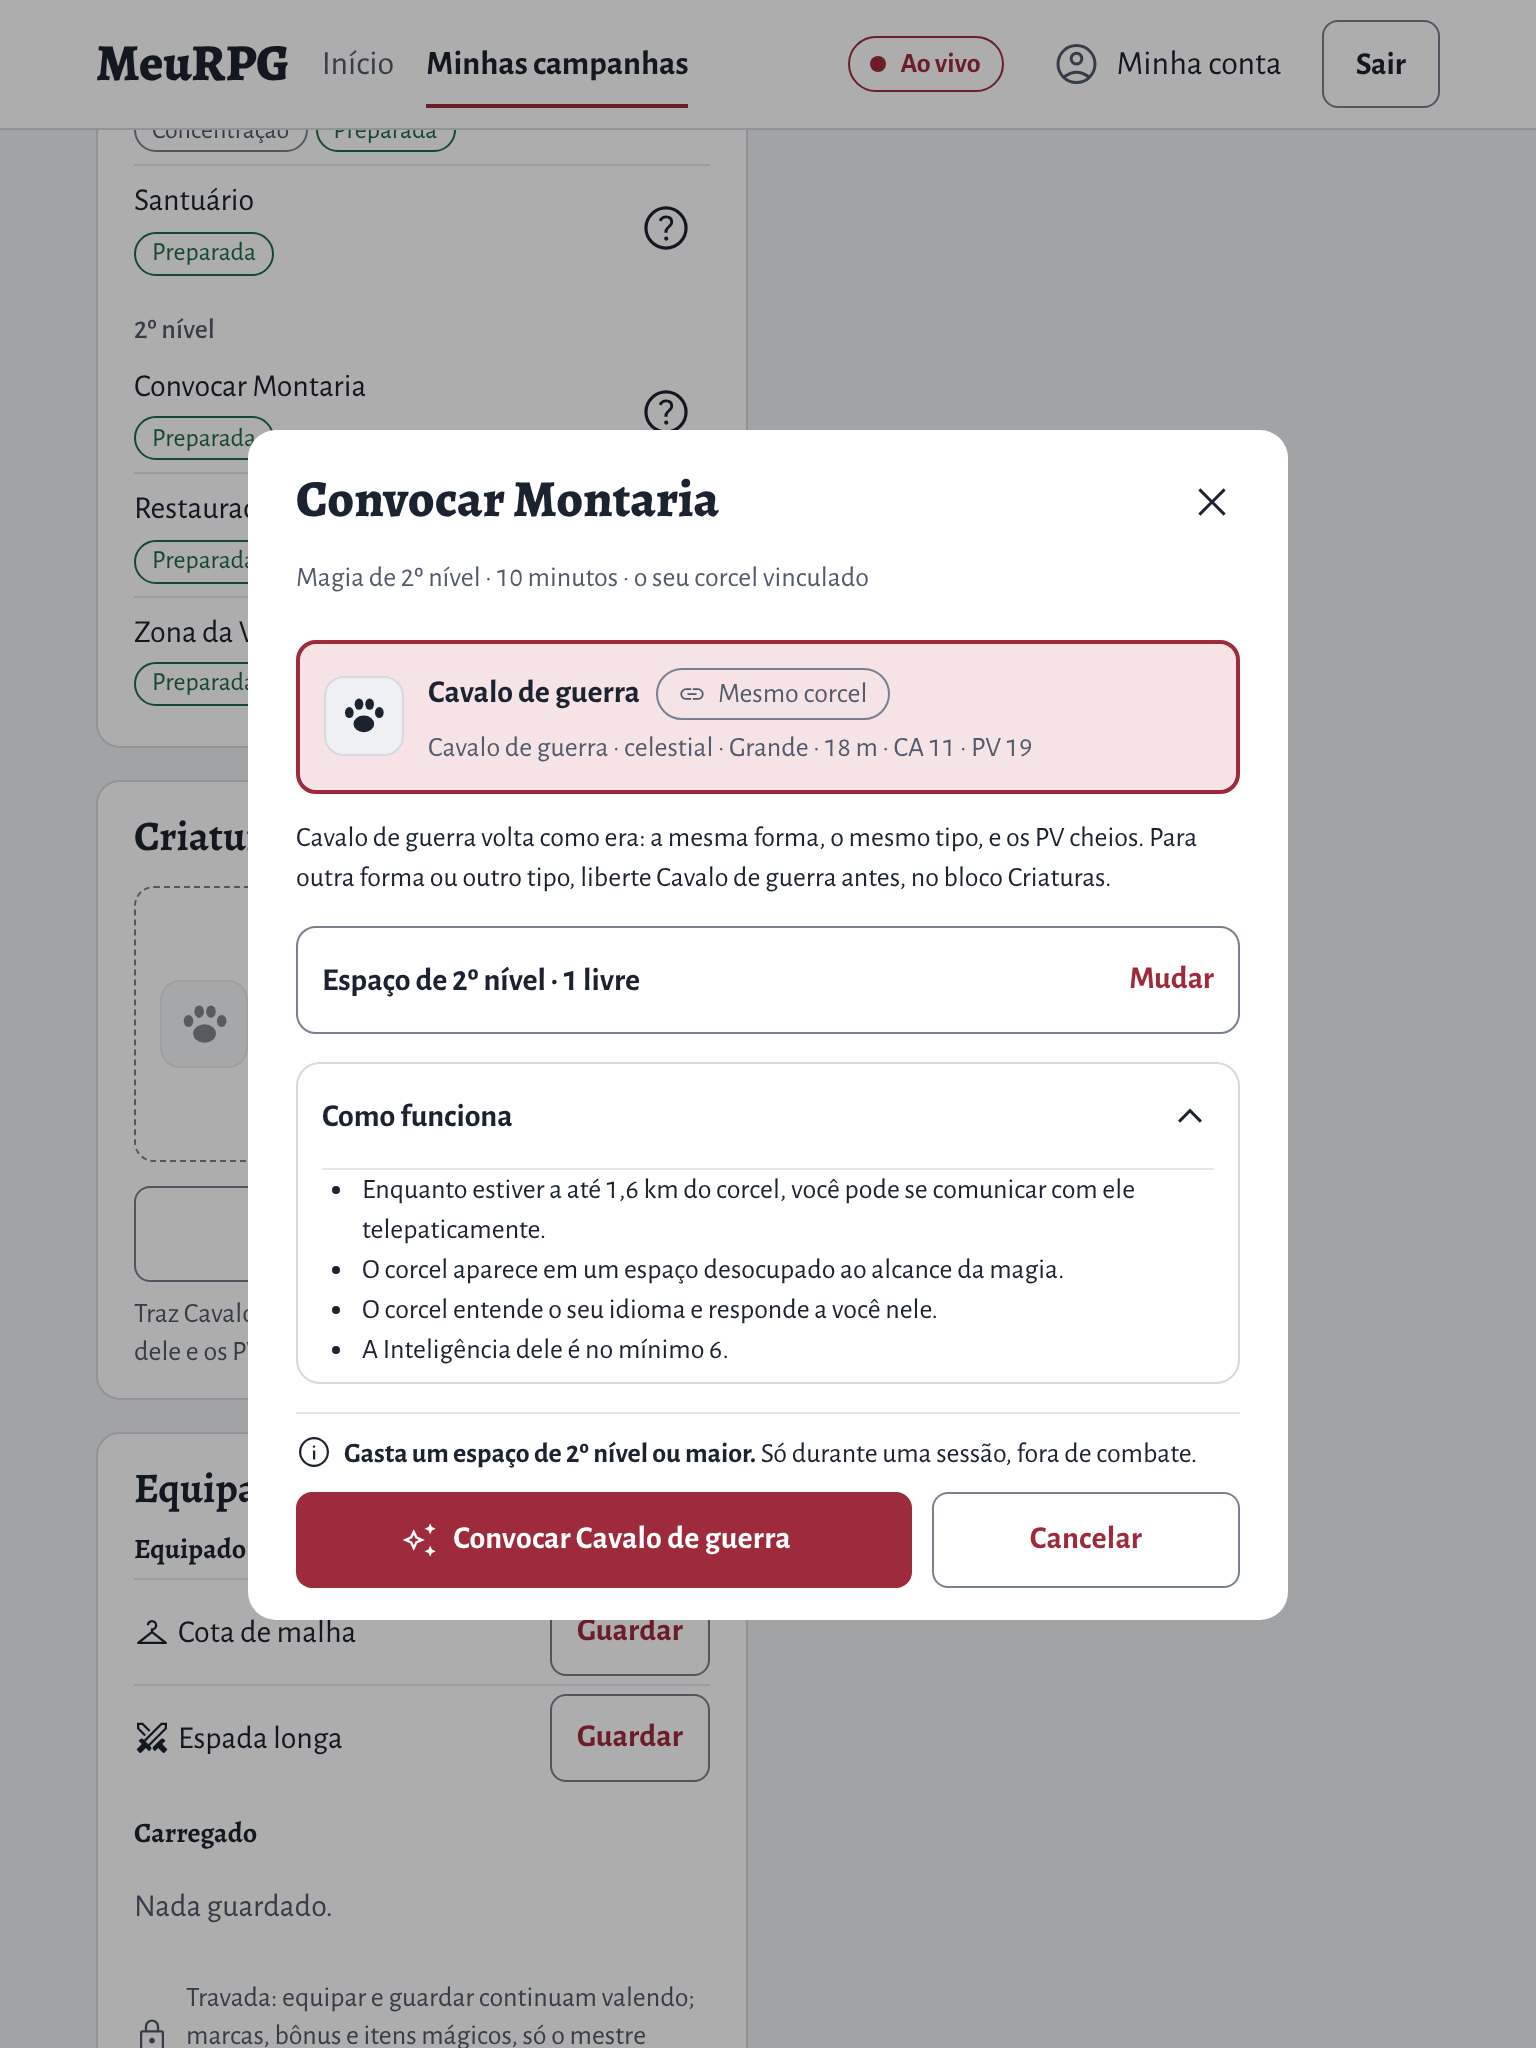 MeuRPG Início Minhas campanhas Ao vivo Minha conta Sair
Concentração Preparada
Santuário
Preparada
2º nível
Convocar Montaria
Preparada
Preparada
Zona da
Preparada
Convocar Montaria
Magia de 2º nível · 10 minutos · o seu corcel vinculado
Cavalo de guerra Mesmo corcel
Cavalo de guerra · celestial · Grande · 18 m · CA 11 · PV 19
Cavalo de guerra volta como era: a mesma forma, o mesmo tipo, e os PV cheios. Para
outra forma ou outro tipo, liberte Cavalo de guerra antes, no bloco Criaturas.
Espaço de 2º nível · 1 livre Mudar
Como funciona
• Enquanto estiver a até 1,6 km do corcel, você pode se comunicar com ele
telepaticamente.
• O corcel aparece em um espaço desocupado ao alcance da magia.
• O corcel entende o seu idioma e responde a você nele.
• A Inteligência dele é no mínimo 6.
Gasta um espaço de 2º nível ou maior. Só durante uma sessão, fora de combate.
Convocar Cavalo de guerra Cancelar
Traz
dele e os
Equipado
Cota de malha Guardar
Espada longa Guardar
Carregado
Nada guardado.
Travada: equipar e guardar continuam valendo;
marcas, bônus e itens mágicos, só o mestre